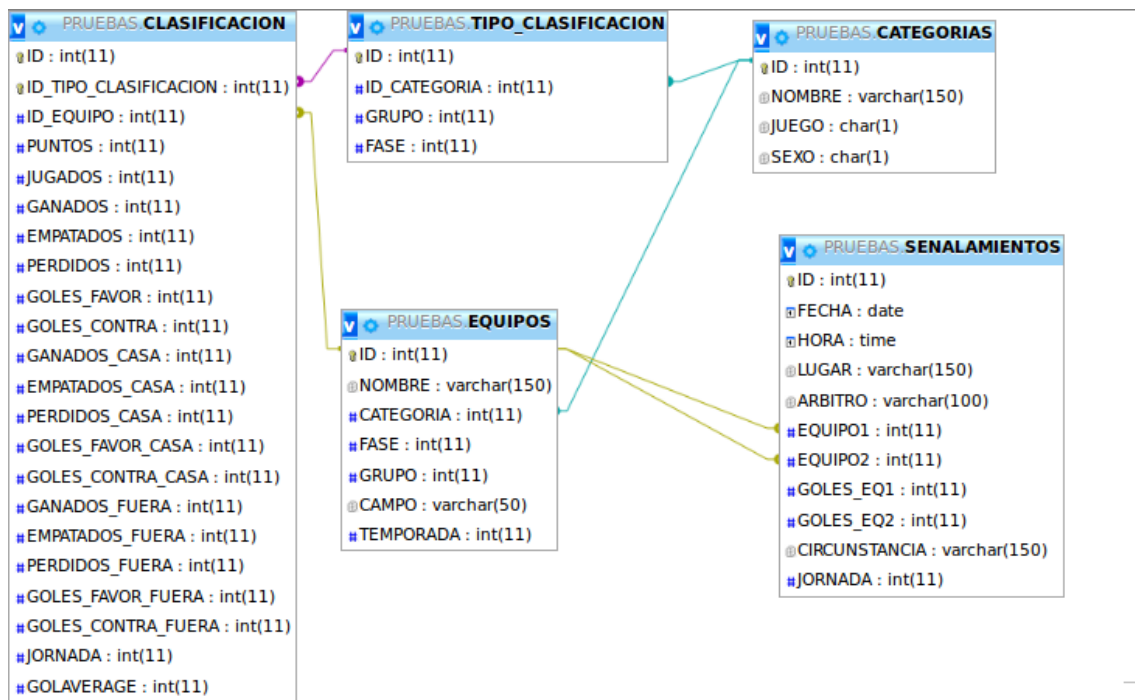 PRUEBAS.CLASIFICACION
ID : int(11)
ID_TIPO_CLASIFICACION : int(11)
ID_EQUIPO : int(11)
PUNTOS : int(11)
JUGADOS : int(11)
GANADOS : int(11)
EMPATADOS : int(11)
PERDIDOS : int(11)
GOLES_FAVOR : int(11)
GOLES_CONTRA : int(11)
GANADOS_CASA : int(11)
EMPATADOS_CASA : int(11)
PERDIDOS_CASA : int(11)
GOLES_FAVOR_CASA : int(11)
GOLES_CONTRA_CASA : int(11)
GANADOS_FUERA : int(11)
EMPATADOS_FUERA : int(11)
PERDIDOS_FUERA : int(11)
GOLES_FAVOR_FUERA : int(11)
GOLES_CONTRA_FUERA : int(11)
JORNADA : int(11)
GOLAVERAGE : int(11)
PRUEBAS.TIPO_CLASIFICACION
ID : int(11)
ID_CATEGORIA : int(11)
GRUPO : int(11)
FASE : int(11)
PRUEBAS.CATEGORIAS
ID : int(11)
NOMBRE : varchar(150)
JUEGO : char(1)
SEXO : char(1)
PRUEBAS.EQUIPOS
ID : int(11)
NOMBRE : varchar(150)
CATEGORIA : int(11)
FASE : int(11)
GRUPO : int(11)
CAMPO : varchar(50)
TEMPORADA : int(11)
PRUEBAS.SENALAMIENTOS
ID : int(11)
FECHA : date
HORA : time
LUGAR : varchar(150)
ARBITRO : varchar(100)
EQUIPO1 : int(11)
EQUIPO2 : int(11)
GOLES_EQ1 : int(11)
GOLES_EQ2 : int(11)
CIRCUNSTANCIA : varchar(150)
JORNADA : int(11)